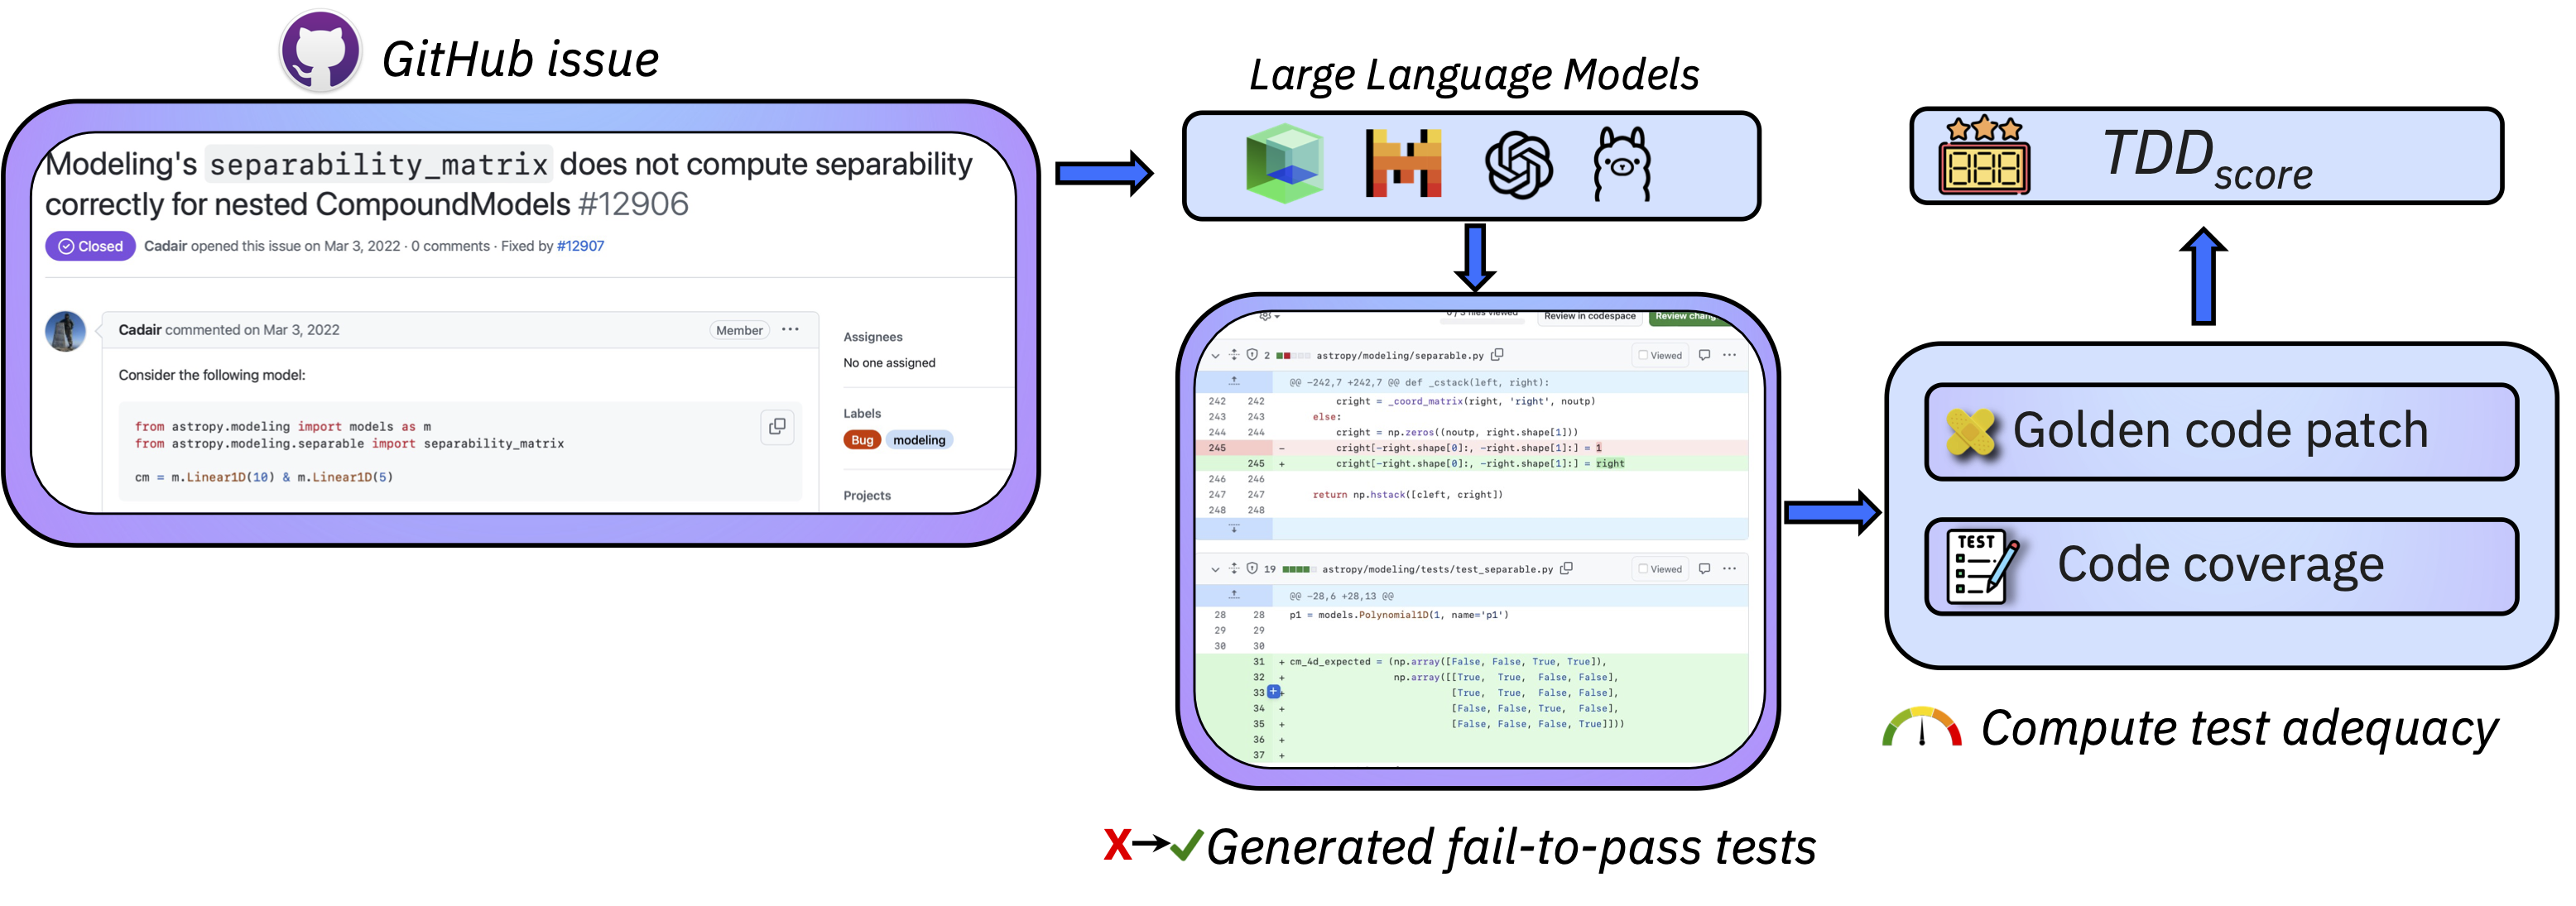 GitHub issue
Modeling's separability_matrix does not compute separability
correctly for nested CompoundModels #12906
Closed Cadair opened this issue on Mar 3, 2022 · 0 comments · Fixed by #12907
Cadair commented on Mar 3, 2022 Member ...
Consider the following model:
from astropy.modeling import models as m
from astropy.modeling.separable import separability_matrix
cm = m.Linear1D(10) & m.Linear1D(5)
Assignees
No one assigned
Labels
Bug modeling
Projects
Large Language Models
0 / 3 files viewed Review in codespace Review chang
2 astropy/modeling/separable.py Viewed ...
@@ -242,7 +242,7 @@ def _cstack(left, right):
242 242 cright = _coord_matrix(right, 'right', noutp)
243 243 else:
244 244 cright = np.zeros((noutp, right.shape[1]))
245 - cright[-right.shape[0]:, -right.shape[1]:] = 1
245 + cright[-right.shape[0]:, -right.shape[1]:] = right
246 246
247 247 return np.hstack([cleft, cright])
248 248
19 astropy/modeling/tests/test_separable.py Viewed ...
@@ -28,6 +28,13 @@
28 28 p1 = models.Polynomial1D(1, name='p1')
29 29
30 30
31 + cm_4d_expected = (np.array([False, False, True, True]),
32 + np.array([[True, True, False, False],
33 + [True, True, False, False],
34 + [False, False, True, False],
35 + [False, False, False, True]]))
36 +
37 +
X→✓Generated fail-to-pass tests
TDDscore
Golden code patch
TEST
Code coverage
Compute test adequacy